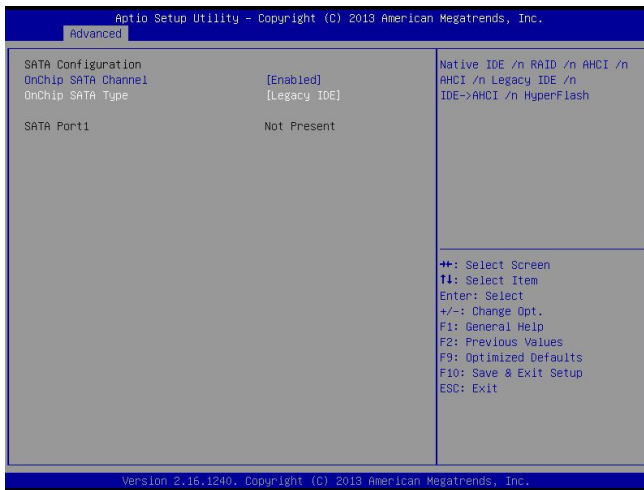 Aptio Setup Utility – Copyright (C) 2013 American Megatrends, Inc.
Advanced
SATA Configuration
OnChip SATA Channel [Enabled]
OnChip SATA Type [Legacy IDE]
SATA Port1 Not Present
Native IDE /n RAID /n AHCI /n
AHCI /n Legacy IDE /n
IDE->AHCI /n HyperFlash
→←: Select Screen
↑↓: Select Item
Enter: Select
+/-: Change Opt.
F1: General Help
F2: Previous Values
F9: Optimized Defaults
F10: Save & Exit Setup
ESC: Exit
Version 2.16.1240. Copyright (C) 2013 American Megatrends, Inc.